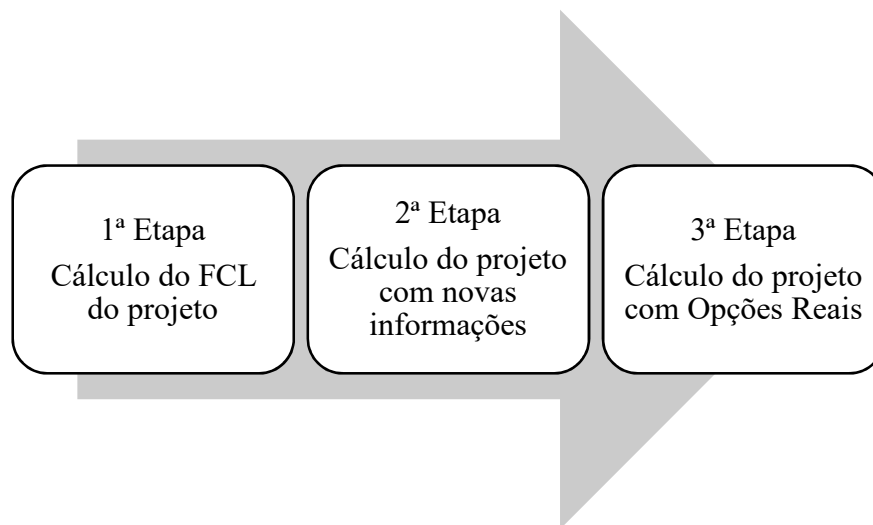 1ª Etapa
Cálculo do FCL
do projeto
2ª Etapa
Cálculo do projeto
com novas
informações
3ª Etapa
Cálculo do projeto
com Opções Reais